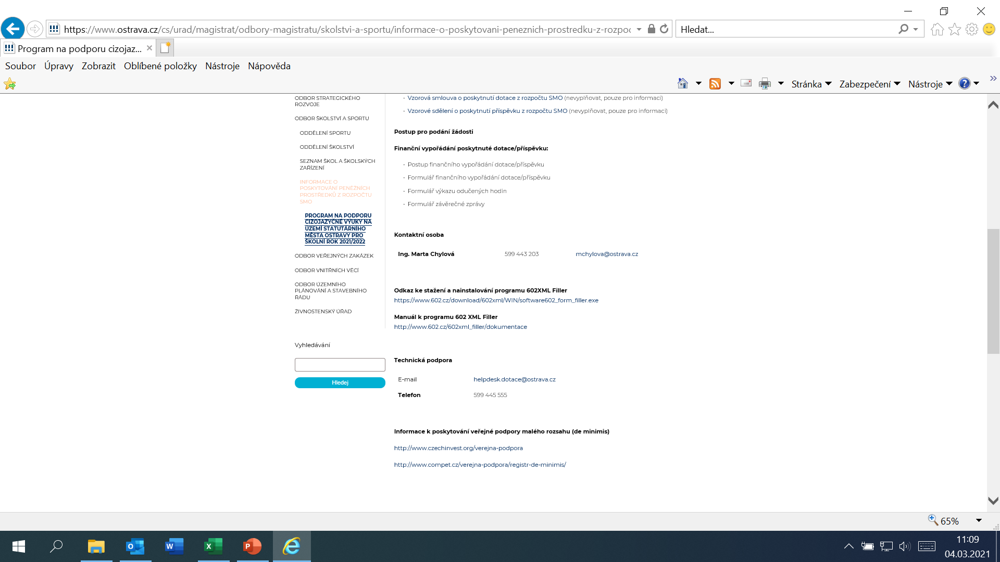 https://www.ostrava.cz/cs/urad/magistrat/odbory-magistratu/skolstvi-a-sportu/informace-o-poskytovani-peneznich-prostredku-z-rozpoc
Hledat...
Program na podporu cizojaz...
Soubor Úpravy Zobrazit Oblíbené položky Nástroje Nápověda
Stránka Zabezpečení Nástroje
ODBOR STRATEGICKÉHO
ROZVOJE
ODBOR ŠKOLSTVÍ A SPORTU
ODDĚLENÍ SPORTU
ODDĚLENÍ ŠKOLSTVÍ
SEZNAM ŠKOL A ŠKOLSKÝCH
ZAŘÍZENÍ
INFORMACE O
POSKYTOVÁNÍ PENĚŽNÍCH
PROSTŘEDKŮ Z ROZPOČTU
SMO
PROGRAM NA PODPORU
CIZOJAZYČNÉ VÝUKY NA
ÚZEMÍ STATUTÁRNÍHO
MĚSTA OSTRAVY PRO
ŠKOLNÍ ROK 2021/2022
ODBOR VEŘEJNÝCH ZAKÁZEK
ODBOR VNITŘNÍCH VĚCÍ
ODBOR ÚZEMNÍHO
PLÁNOVÁNÍ A STAVEBNÍHO
ŘÁDU
ŽIVNOSTENSKÝ ÚŘAD
Vyhledávání
Hledej
· Vzorová smlouva o poskytnutí dotace z rozpočtu SMO (nevyplňovat, pouze pro informaci)
· Vzorové sdělení o poskytnutí příspěvku z rozpočtu SMO (nevyplňovat, pouze pro informaci)
Postup pro podání žádosti
Finanční vypořádání poskytnuté dotace/příspěvku:
· Postup finančního vypořádání dotace/příspěvku
· Formulář finančního vypořádání dotace/příspěvku
· Formulář výkazu odučených hodin
· Formulář závěrečné zprávy
Kontaktní osoba
Ing. Marta Chylová 599 443 203 mchylova@ostrava.cz
Odkaz ke stažení a nainstalování programu 602XML Filler
https://www.602.cz/download/602xml/WIN/software602_form_filler.exe
Manuál k programu 602 XML Filler
http://www.602.cz/602xml_filler/dokumentace
Technická podpora
E-mail helpdesk.dotace@ostrava.cz
Telefon 599 445 555
Informace k poskytování veřejné podpory malého rozsahu (de minimis)
http://www.czechinvest.org/verejna-podpora
http://www.compet.cz/verejna-podpora/registr-de-minimis/
65%
11:09
04.03.2021